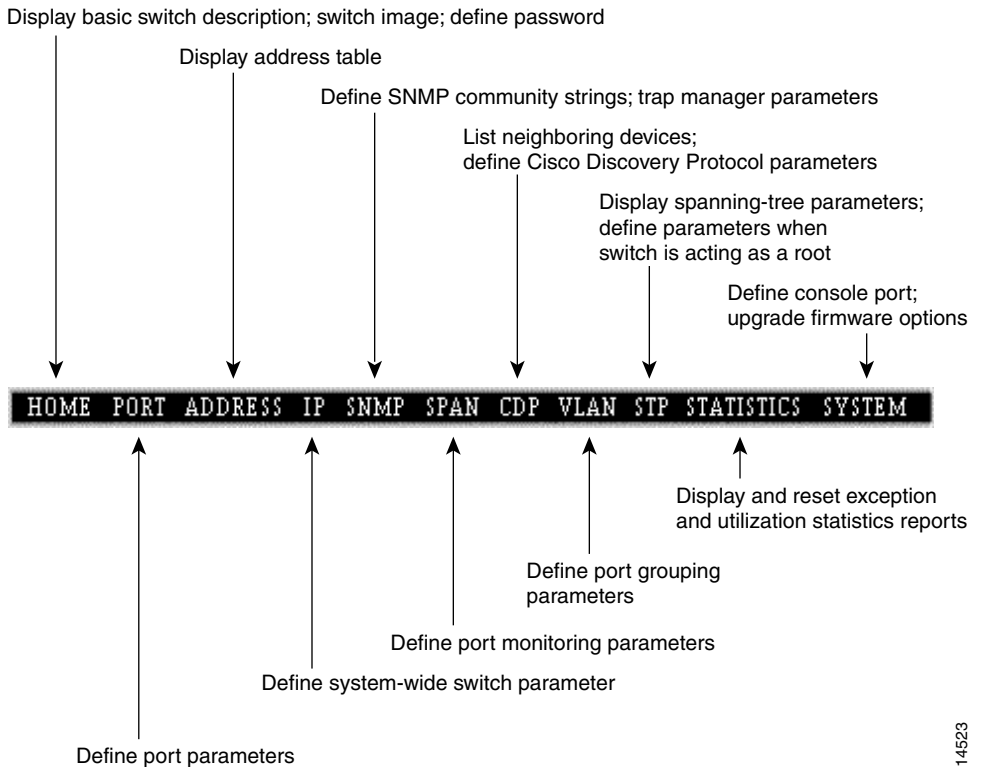 Display basic switch description; switch image; define password
Display address table
Define SNMP community strings; trap manager parameters
List neighboring devices;
define Cisco Discovery Protocol parameters
Display spanning-tree parameters;
define parameters when
switch is acting as a root
Define console port;
upgrade firmware options
HOME PORT ADDRESS IP SNMP SPAN CDP VLAN STP STATISTICS SYSTEM
Display and reset exception
and utilization statistics reports
Define port grouping
parameters
Define port monitoring parameters
Define system-wide switch parameter
Define port parameters
14523